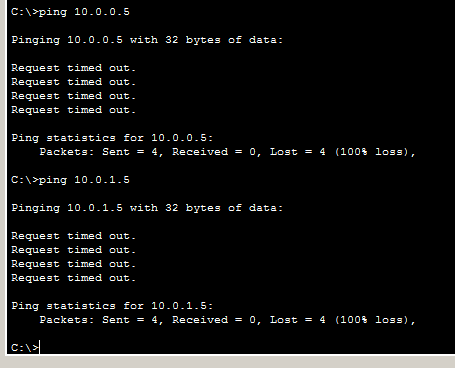 C:\>ping 10.0.0.5
Pinging 10.0.0.5 with 32 bytes of data:
Request timed out.
Request timed out.
Request timed out.
Request timed out.
Ping statistics for 10.0.0.5:
    Packets: Sent = 4, Received = 0, Lost = 4 (100% loss),
C:\>ping 10.0.1.5
Pinging 10.0.1.5 with 32 bytes of data:
Request timed out.
Request timed out.
Request timed out.
Request timed out.
Ping statistics for 10.0.1.5:
    Packets: Sent = 4, Received = 0, Lost = 4 (100% loss),
C:\>